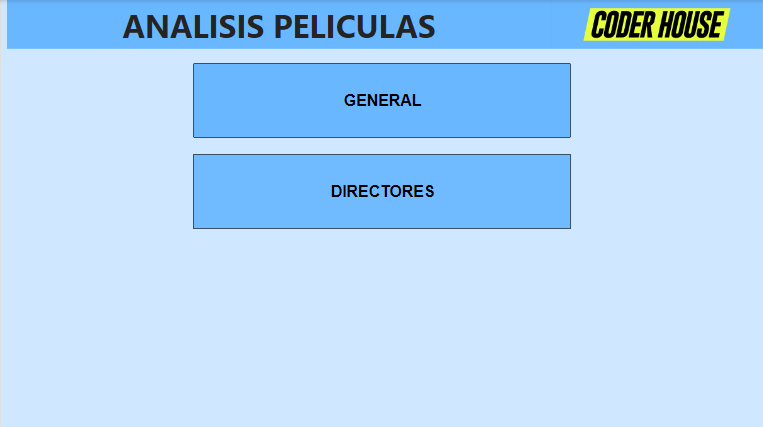 ANALISIS PELICULAS
CODER HOUSE
GENERAL
DIRECTORES